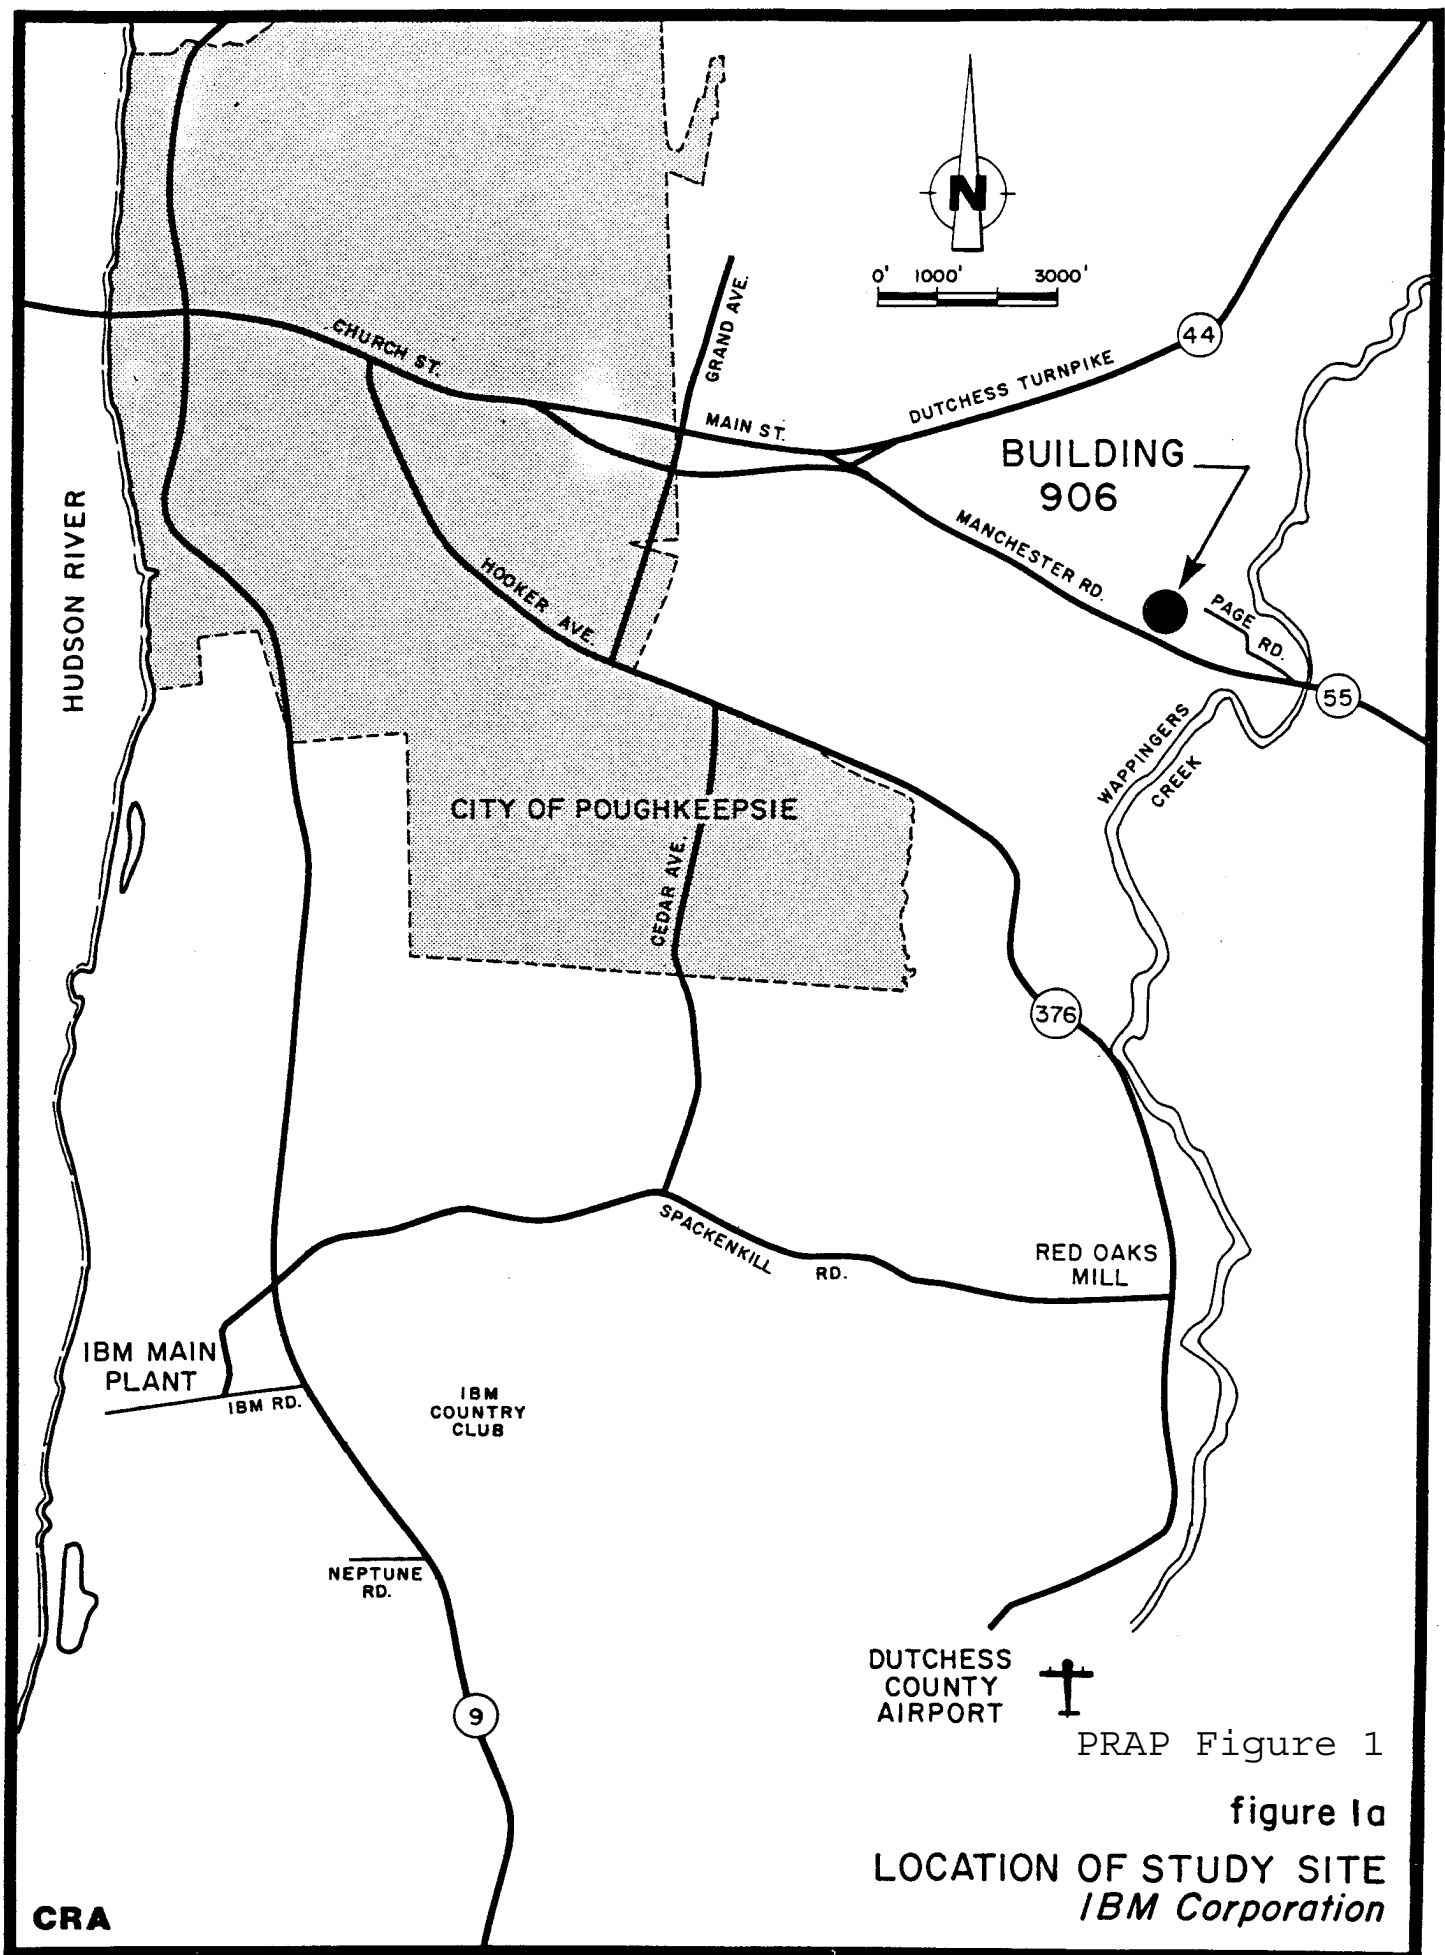 N
0' 1000' 3000'
GRAND AVE.
CHURCH ST.
44
MAIN ST.
DUTCHESS TURNPIKE
BUILDING
906
HUDSON RIVER
MANCHESTER RD.
HOOKER AVE.
PAGE
RD.
55
WAPPINGERS
CREEK
CITY OF POUGHKEEPSIE
CEDAR AVE.
376
SPACKENKILL RD.
RED OAKS
MILL
IBM MAIN
PLANT
IBM RD.
IBM
COUNTRY
CLUB
NEPTUNE
RD.
DUTCHESS
COUNTY
AIRPORT
9
PRAP Figure 1
figure 1a
LOCATION OF STUDY SITE
IBM Corporation
CRA